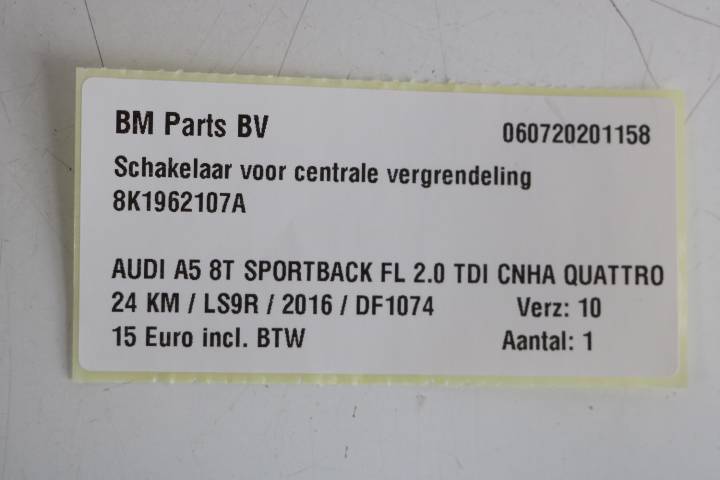 BM Parts BV 060720201158
Schakelaar voor centrale vergrendeling
8K1962107A
AUDI A5 8T SPORTBACK FL 2.0 TDI CNHA QUATTRO
24 KM / LS9R / 2016 / DF1074 Verz: 10
15 Euro incl. BTW Aantal: 1